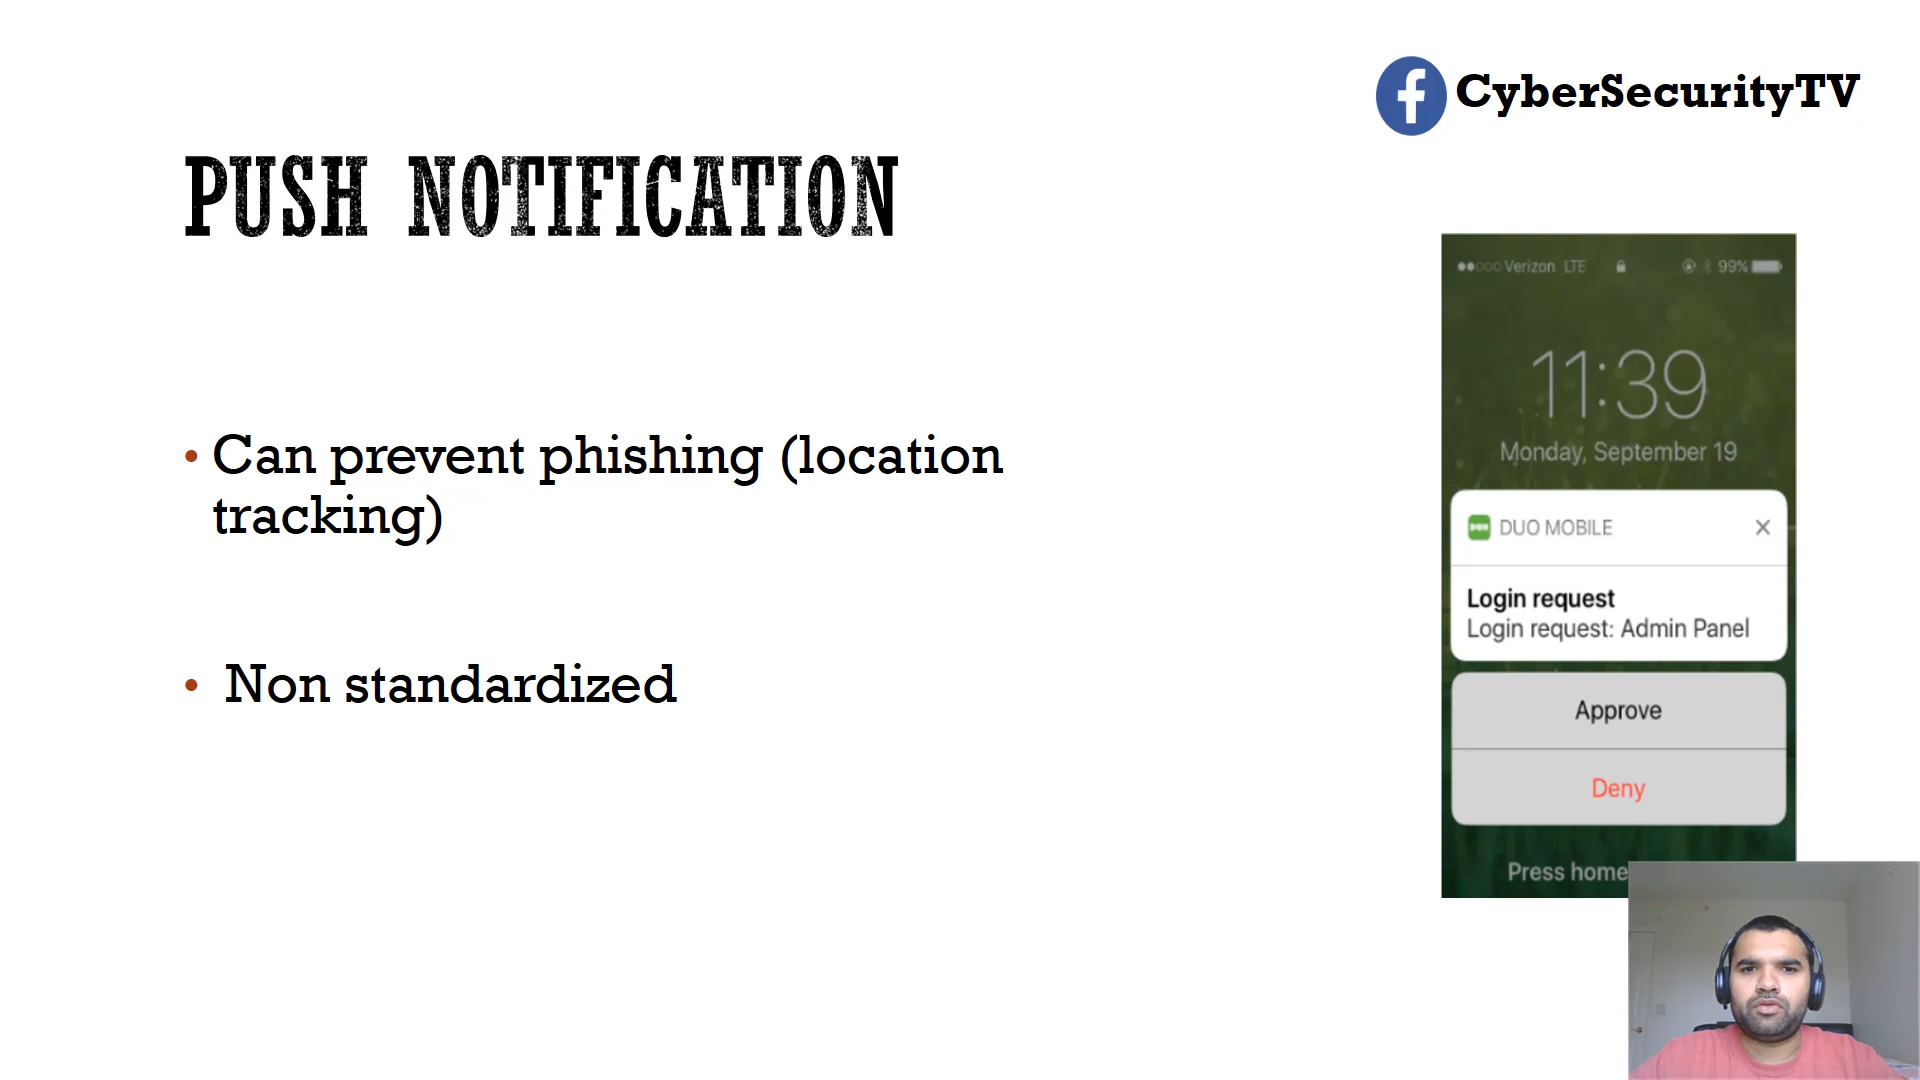 CyberSecurityTV
PUSH NOTIFICATION
• Can prevent phishing (location
tracking)
• Non standardized
Verizon LTE 99%
11:39
Monday, September 19
DUO MOBILE
Login request
Login request: Admin Panel
Approve
Deny
Press home